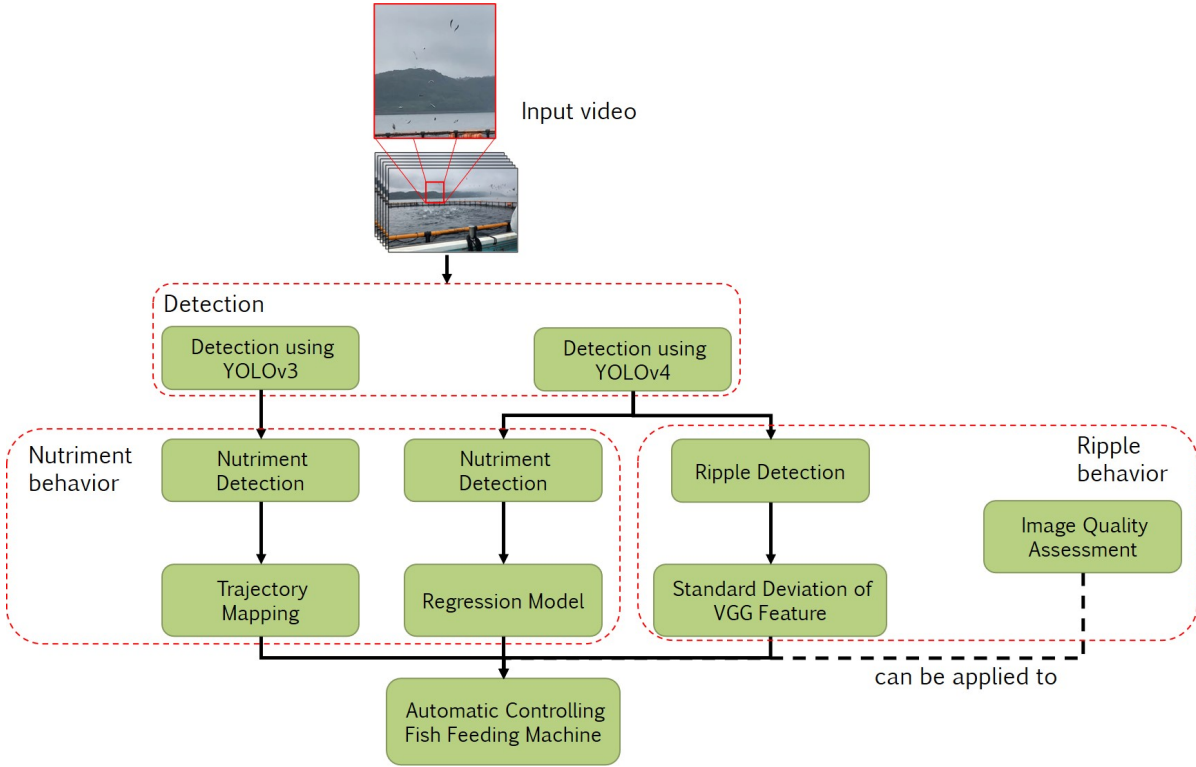 Input video
Detection
Detection using
YOLOv3
Detection using
YOLOv4
Nutriment
behavior
Nutriment
Detection
Nutriment
Detection
Ripple Detection
Ripple
behavior
Image Quality
Assessment
Trajectory
Mapping
Regression Model
Standard Deviation of
VGG Feature
can be applied to
Automatic Controlling
Fish Feeding Machine